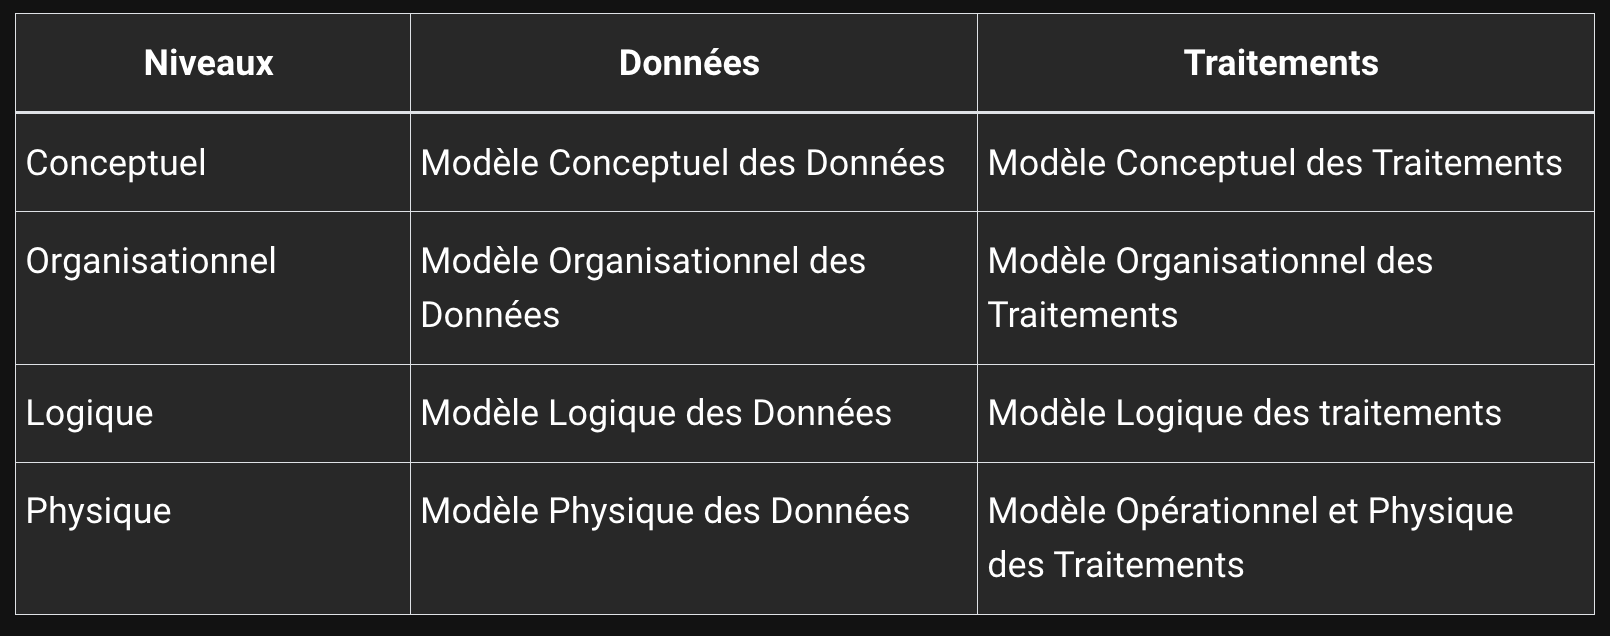 Niveaux
Données
Traitements
Conceptuel
Modèle Conceptuel des Données
Modèle Conceptuel des Traitements
Organisationnel
Modèle Organisationnel des
Données
Modèle Organisationnel des
Traitements
Logique
Modèle Logique des Données
Modèle Logique des traitements
Physique
Modèle Physique des Données
Modèle Opérationnel et Physique
des Traitements